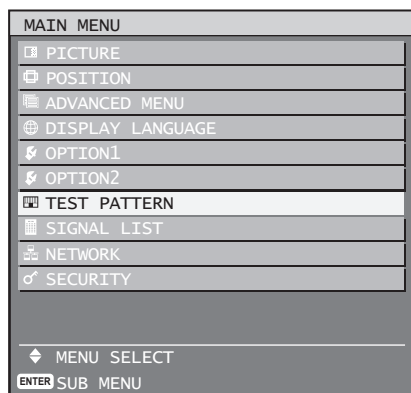 MAIN MENU
PICTURE
POSITION
ADVANCED MENU
DISPLAY LANGUAGE
OPTION1
OPTION2
TEST PATTERN
SIGNAL LIST
NETWORK
SECURITY
MENU SELECT
ENTER SUB MENU